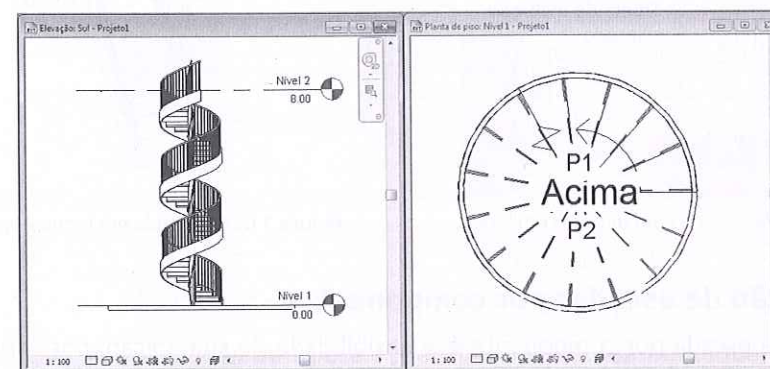 Elevação: Sul - Projeto1
Nível 2
8.00
Nível 1
0.00
1 : 100
Planta de piso: Nível 1 - Projeto1
P1
Acima
P2
1 : 100